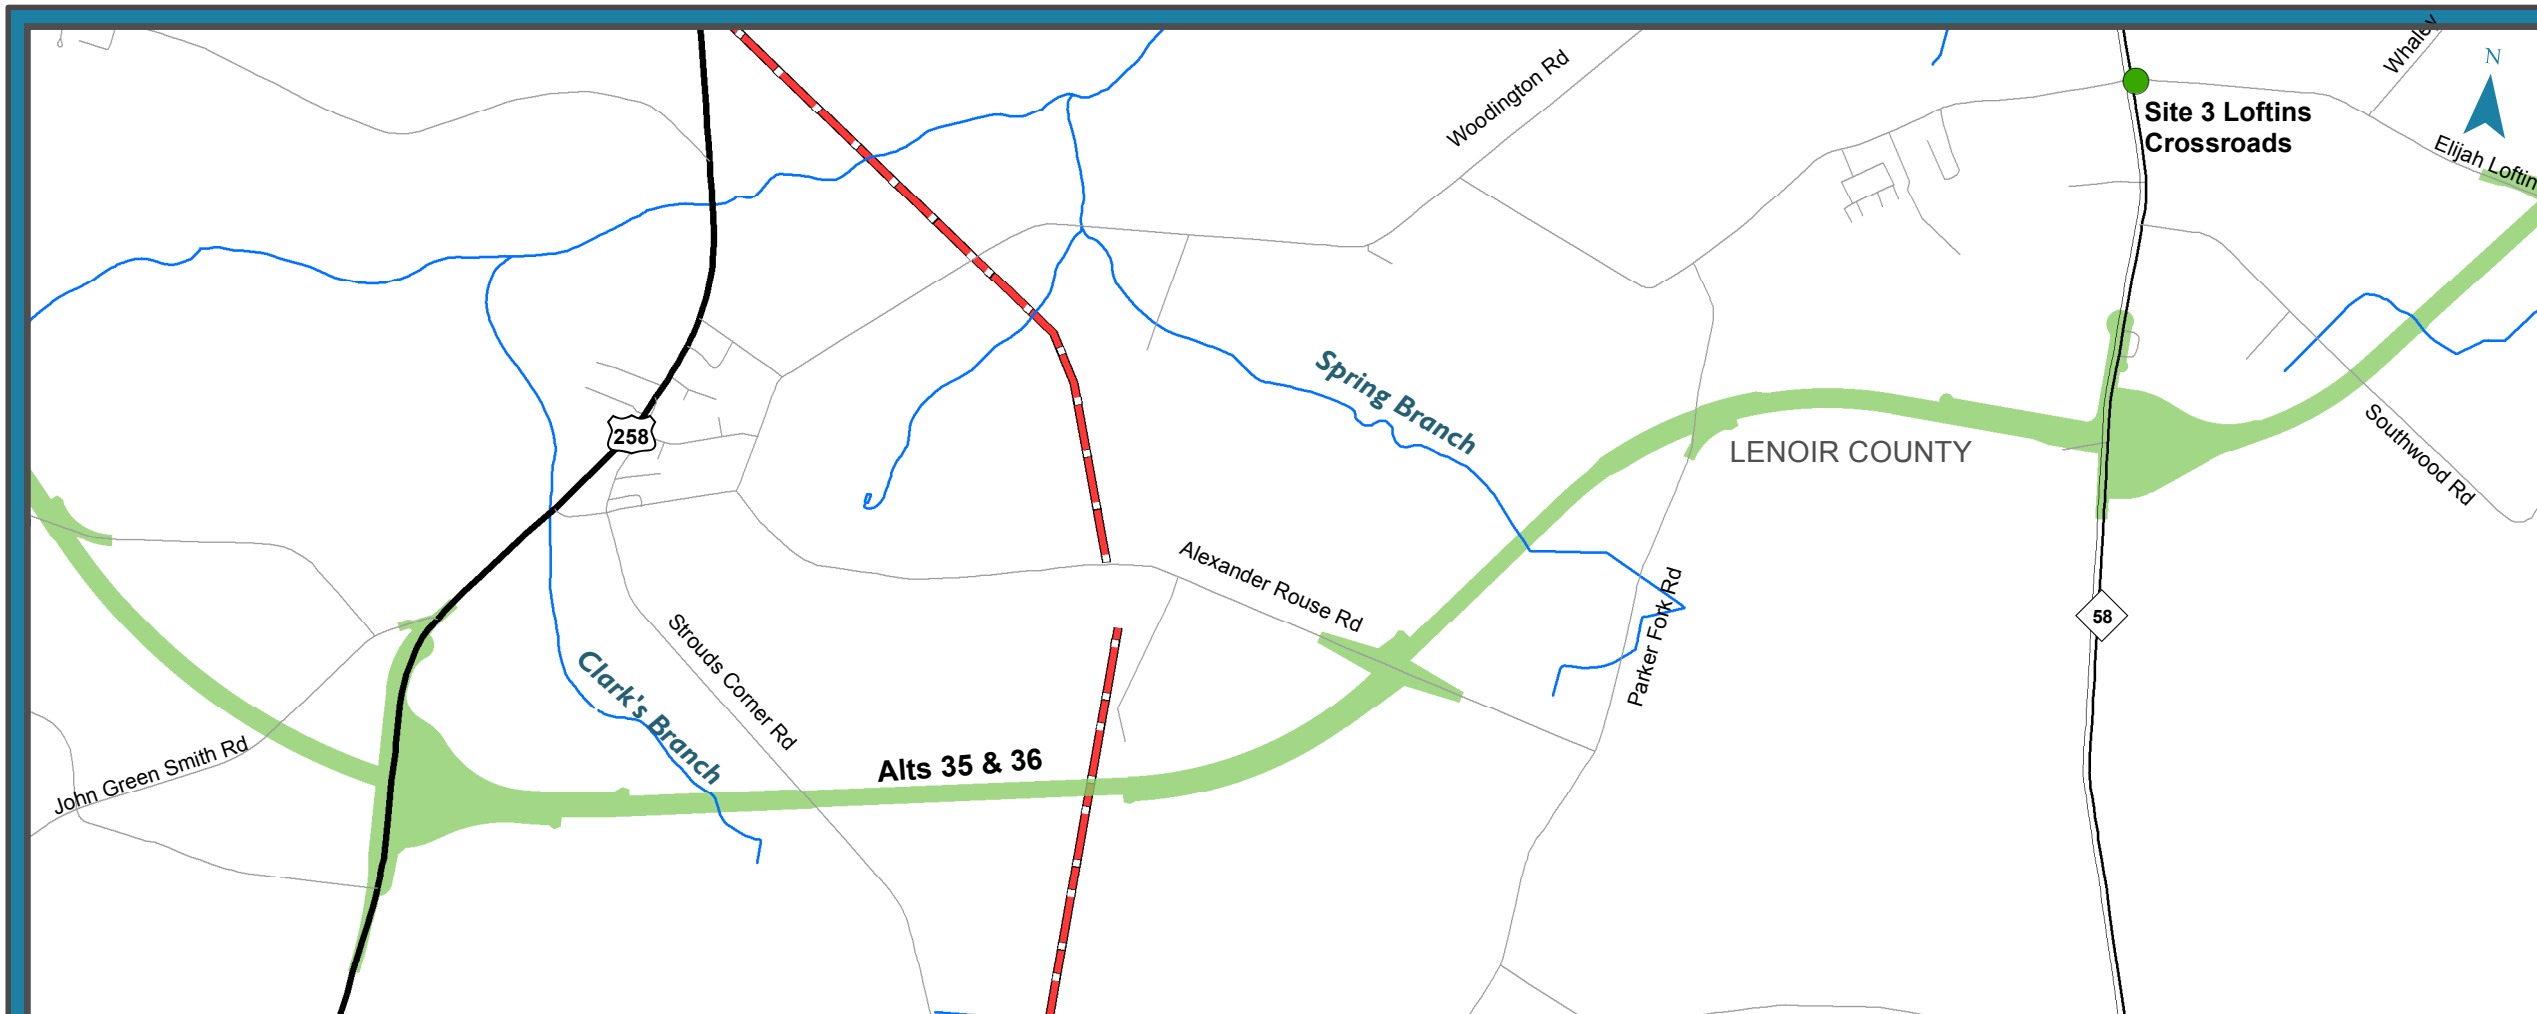 Whaley
N
Woodington Rd
Site 3 Loftins
Crossroads
Elijah Loftin
Spring Branch
258
LENOIR COUNTY
Southwood Rd
Alexander Rouse Rd
Parker Fork Rd
58
Strouds Corner Rd
Clark's Branch
John Green Smith Rd
Alts 35 & 36